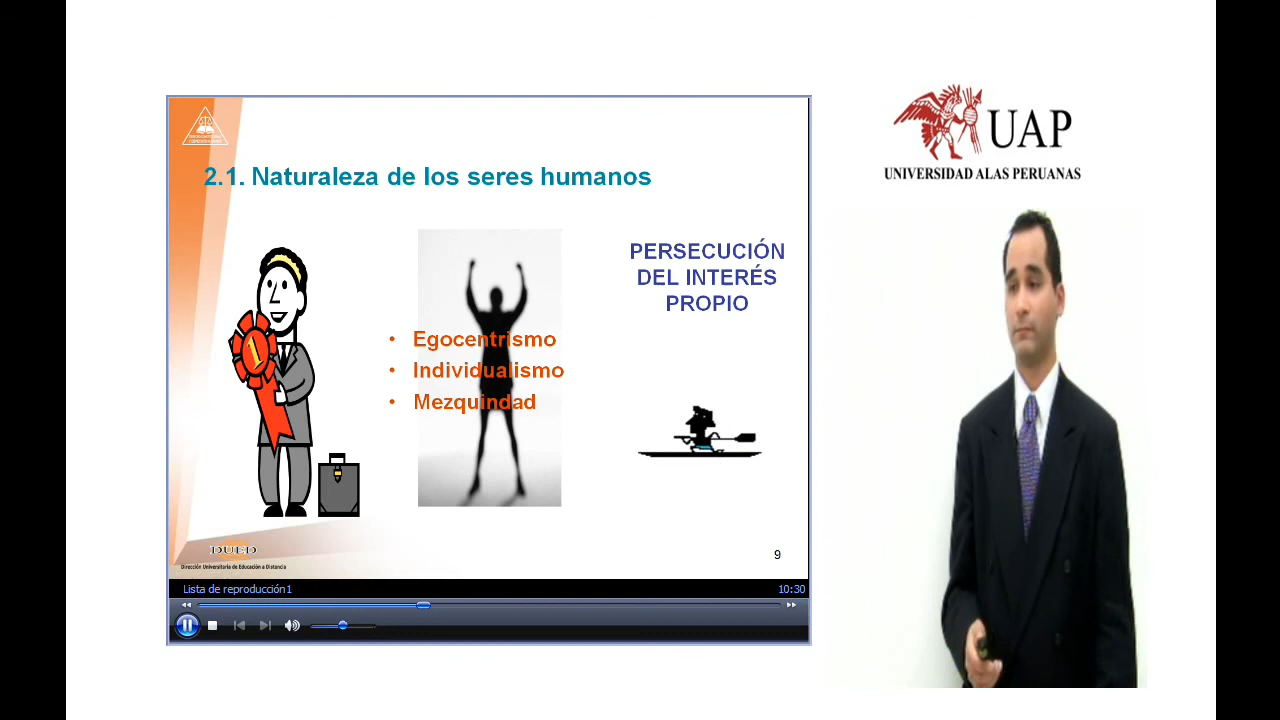 2.1. Naturaleza de los seres humanos
PERSECUCIÓN
DEL INTERÉS
PROPIO
• Egocentrismo
• Individualismo
• Mezquindad
1
DUED
Dirección Universitaria de Educación a Distancia
9
Lista de reproducción1
10:30
UAP
UNIVERSIDAD ALAS PERUANAS